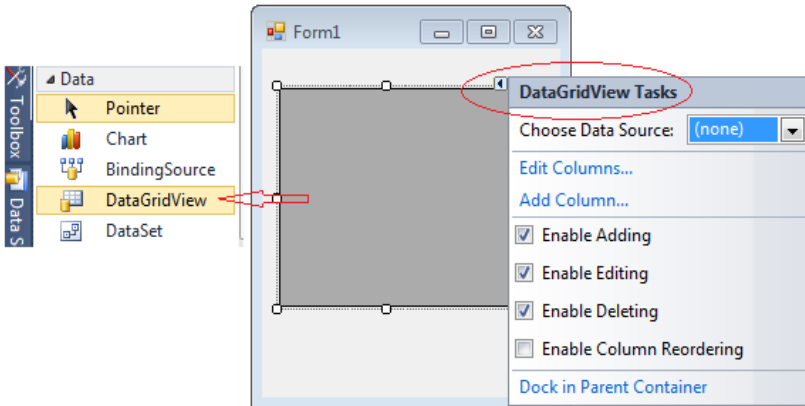 Form1
Data
Toolbox
Data S
Pointer
Chart
BindingSource
DataGridView
DataSet
DataGridView Tasks
Choose Data Source: (none)
Edit Columns...
Add Column...
Enable Adding
Enable Editing
Enable Deleting
Enable Column Reordering
Dock in Parent Container